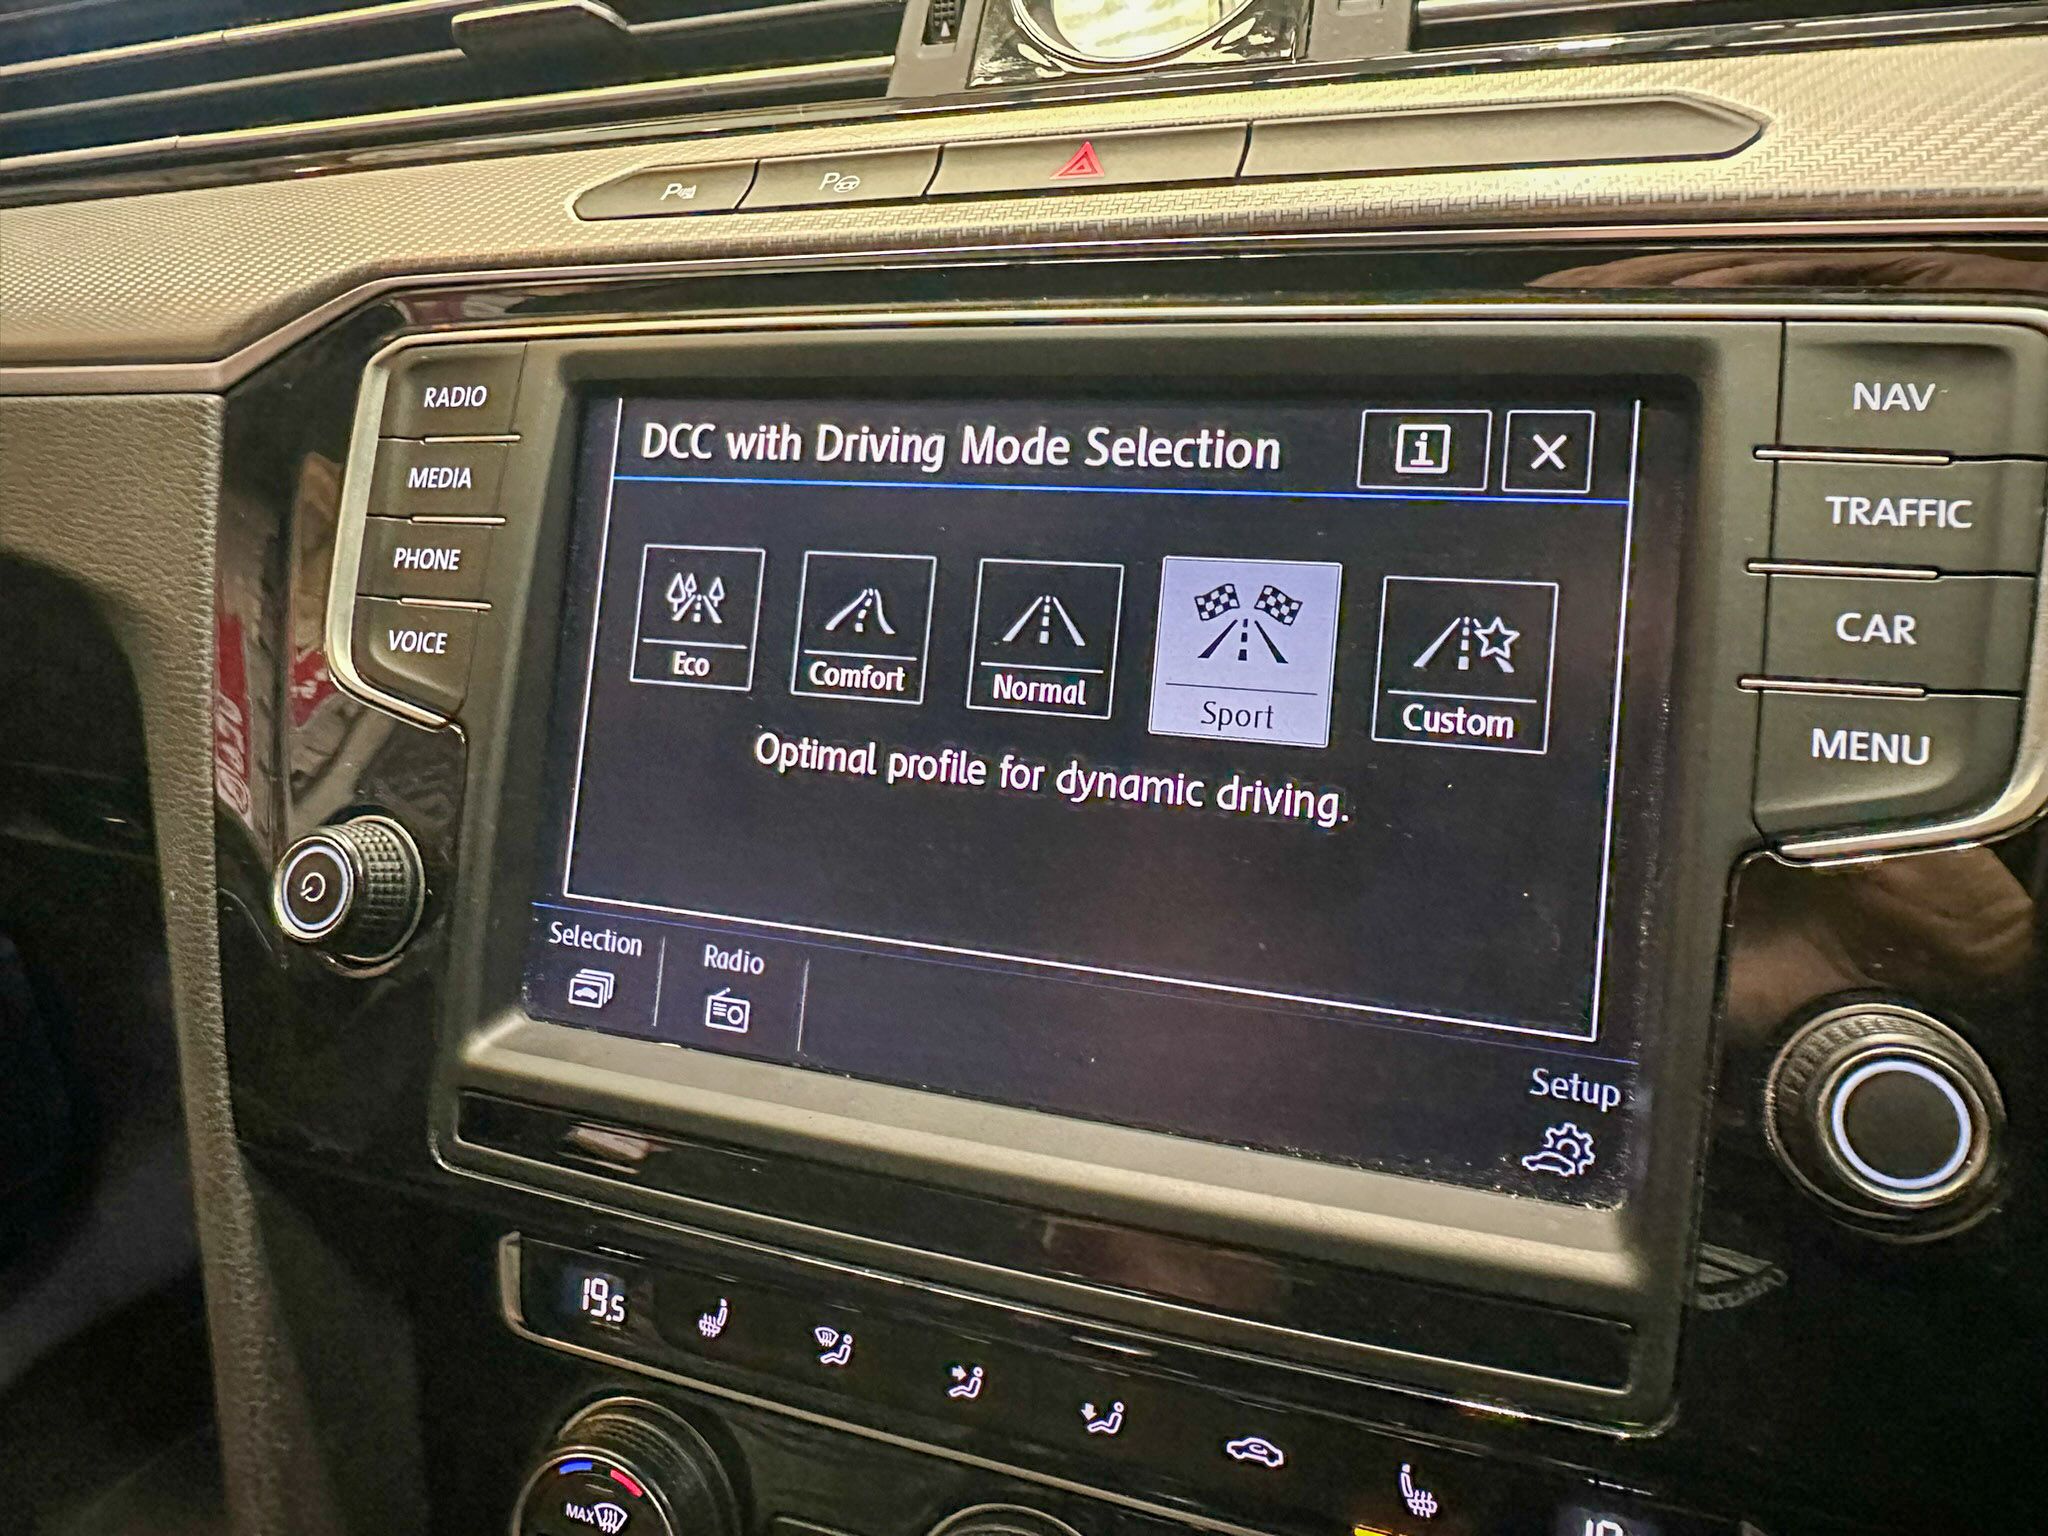 P
P
RADIO
MEDIA
PHONE
VOICE
DCC with Driving Mode Selection
i
Eco
Comfort
Normal
Sport
Custom
Optimal profile for dynamic driving.
Selection
Radio
Setup
NAV
TRAFFIC
CAR
MENU
19.5
MAX